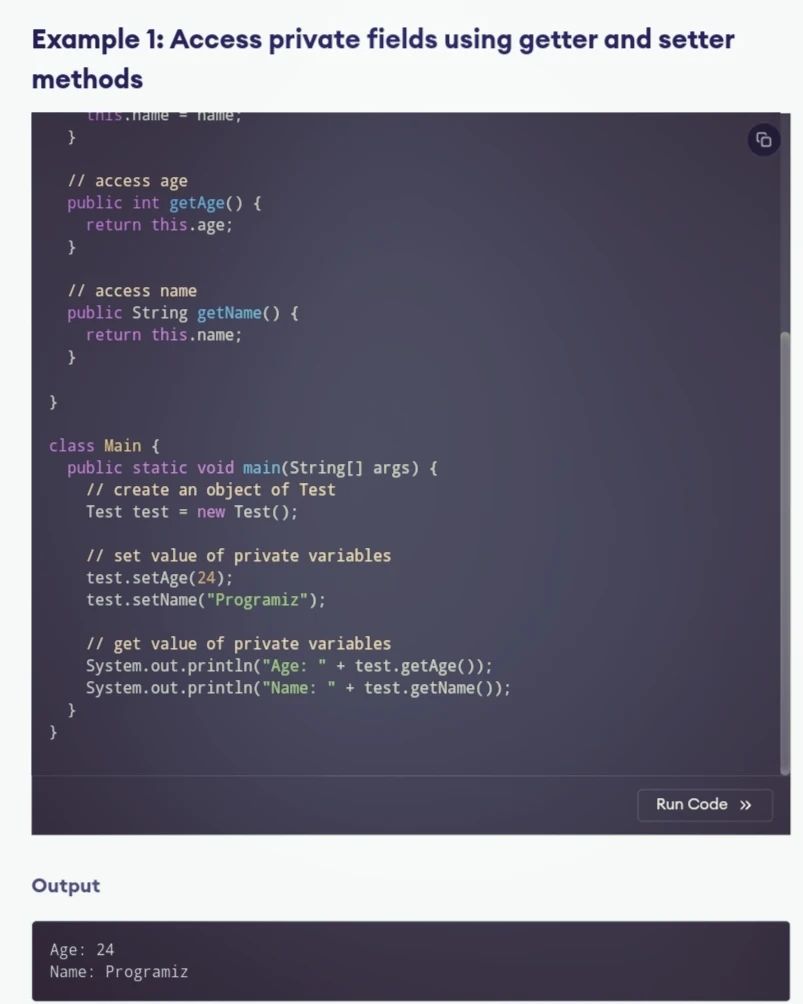 Example 1: Access private fields using getter and setter
methods
this.name = name;
}
// access age
public int getAge() {
return this.age;
}
// access name
public String getName() {
return this.name;
}
}
class Main {
public static void main(String[] args) {
// create an object of Test
Test test = new Test();
// set value of private variables
test.setAge(24);
test.setName("Programiz");
// get value of private variables
System.out.println("Age: " + test.getAge());
System.out.println("Name: " + test.getName());
}
}
Run Code »
Output
Age: 24
Name: Programiz